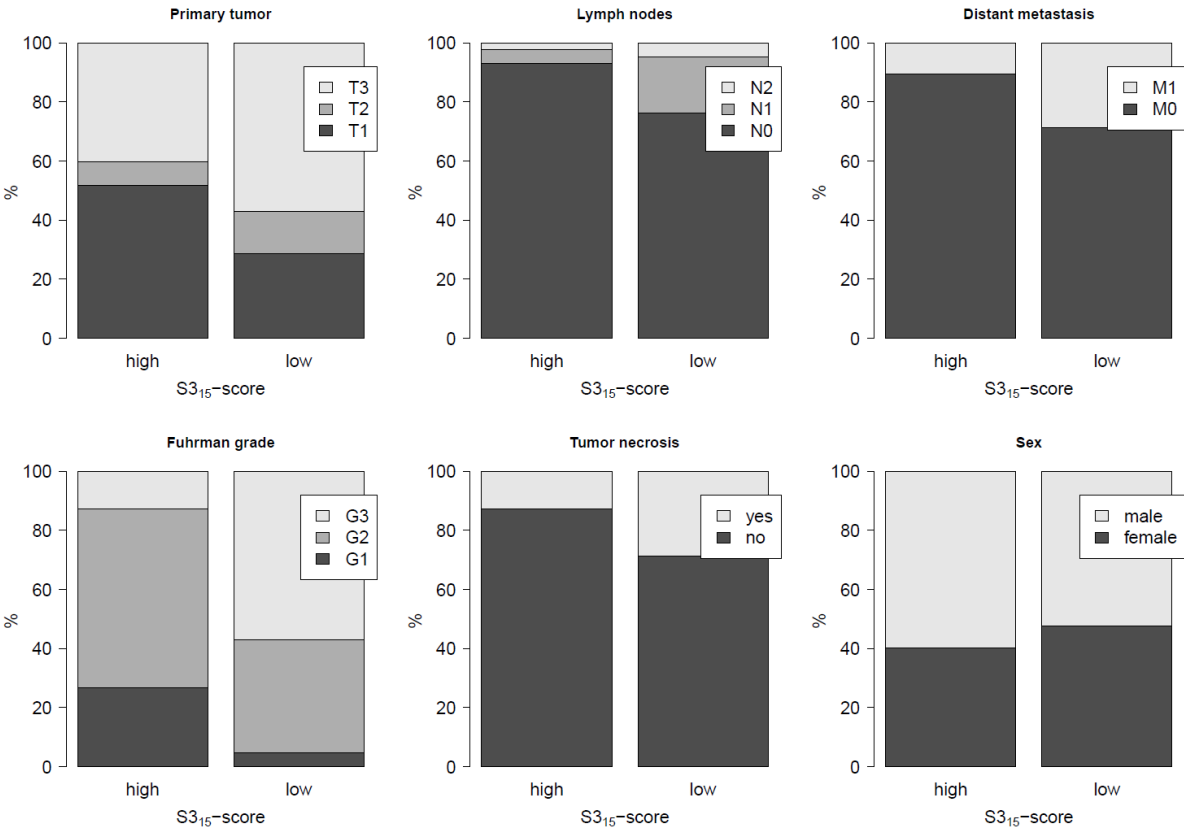 Primary tumor
100
80
60
40
20
0
%
T3
T2
T1
high
low
S3₁₅−score
Lymph nodes
100
80
60
40
20
0
%
N2
N1
N0
high
low
S3₁₅−score
Distant metastasis
100
80
60
40
20
0
%
M1
M0
high
low
S3₁₅−score
Fuhrman grade
100
80
60
40
20
0
%
G3
G2
G1
high
low
S3₁₅−score
Tumor necrosis
100
80
60
40
20
0
%
yes
no
high
low
S3₁₅−score
Sex
100
80
60
40
20
0
%
male
female
high
low
S3₁₅−score